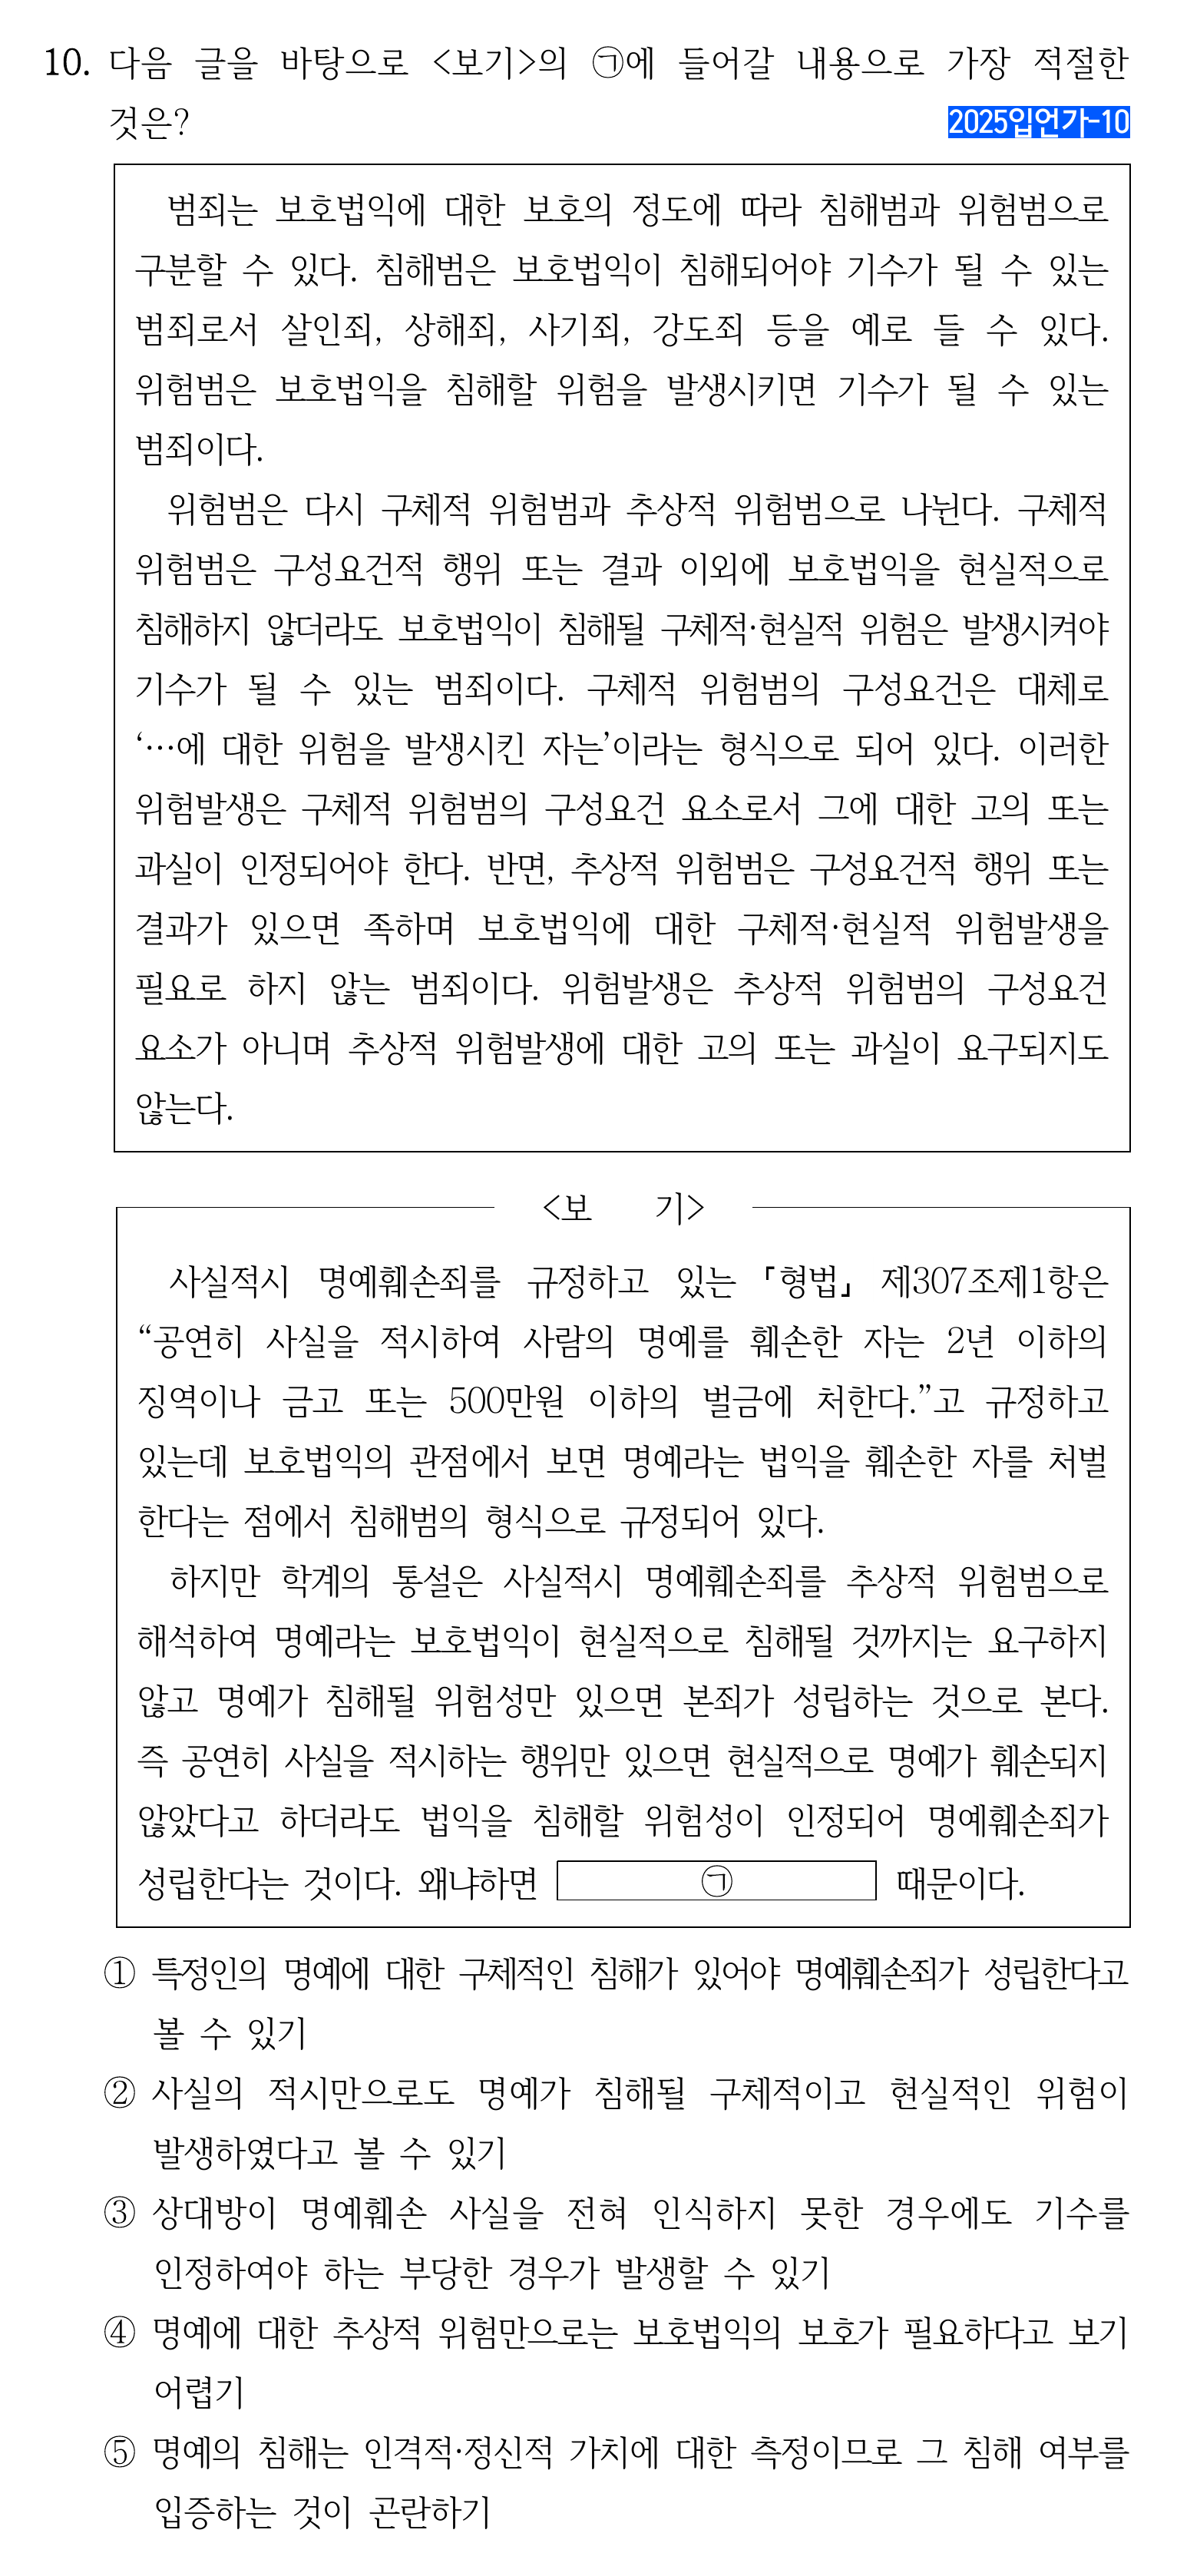 10. 다음 글을 바탕으로 <보기>의 ㉠에 들어갈 내용으로 가장 적절한
것은? 2025입언가-10
범죄는 보호법익에 대한 보호의 정도에 따라 침해범과 위험범으로
구분할 수 있다. 침해범은 보호법익이 침해되어야 기수가 될 수 있는
범죄로서 살인죄, 상해죄, 사기죄, 강도죄 등을 예로 들 수 있다.
위험범은 보호법익을 침해할 위험을 발생시키면 기수가 될 수 있는
범죄이다.
위험범은 다시 구체적 위험범과 추상적 위험범으로 나뉜다. 구체적
위험범은 구성요건적 행위 또는 결과 이외에 보호법익을 현실적으로
침해하지 않더라도 보호법익이 침해될 구체적·현실적 위험은 발생시켜야
기수가 될 수 있는 범죄이다. 구체적 위험범의 구성요건은 대체로
‘…에 대한 위험을 발생시킨 자는’이라는 형식으로 되어 있다. 이러한
위험발생은 구체적 위험범의 구성요건 요소로서 그에 대한 고의 또는
과실이 인정되어야 한다. 반면, 추상적 위험범은 구성요건적 행위 또는
결과가 있으면 족하며 보호법익에 대한 구체적·현실적 위험발생을
필요로 하지 않는 범죄이다. 위험발생은 추상적 위험범의 구성요건
요소가 아니며 추상적 위험발생에 대한 고의 또는 과실이 요구되지도
않는다.
<보 기>
사실적시 명예훼손죄를 규정하고 있는 「형법」 제307조제1항은
“공연히 사실을 적시하여 사람의 명예를 훼손한 자는 2년 이하의
징역이나 금고 또는 500만원 이하의 벌금에 처한다.”고 규정하고
있는데 보호법익의 관점에서 보면 명예라는 법익을 훼손한 자를 처벌
한다는 점에서 침해범의 형식으로 규정되어 있다.
하지만 학계의 통설은 사실적시 명예훼손죄를 추상적 위험범으로
해석하여 명예라는 보호법익이 현실적으로 침해될 것까지는 요구하지
않고 명예가 침해될 위험성만 있으면 본죄가 성립하는 것으로 본다.
즉 공연히 사실을 적시하는 행위만 있으면 현실적으로 명예가 훼손되지
않았다고 하더라도 법익을 침해할 위험성이 인정되어 명예훼손죄가
성립한다는 것이다. 왜냐하면 ㉠ 때문이다.
① 특정인의 명예에 대한 구체적인 침해가 있어야 명예훼손죄가 성립한다고
볼 수 있기
② 사실의 적시만으로도 명예가 침해될 구체적이고 현실적인 위험이
발생하였다고 볼 수 있기
③ 상대방이 명예훼손 사실을 전혀 인식하지 못한 경우에도 기수를
인정하여야 하는 부당한 경우가 발생할 수 있기
④ 명예에 대한 추상적 위험만으로는 보호법익의 보호가 필요하다고 보기
어렵기
⑤ 명예의 침해는 인격적·정신적 가치에 대한 측정이므로 그 침해 여부를
입증하는 것이 곤란하기